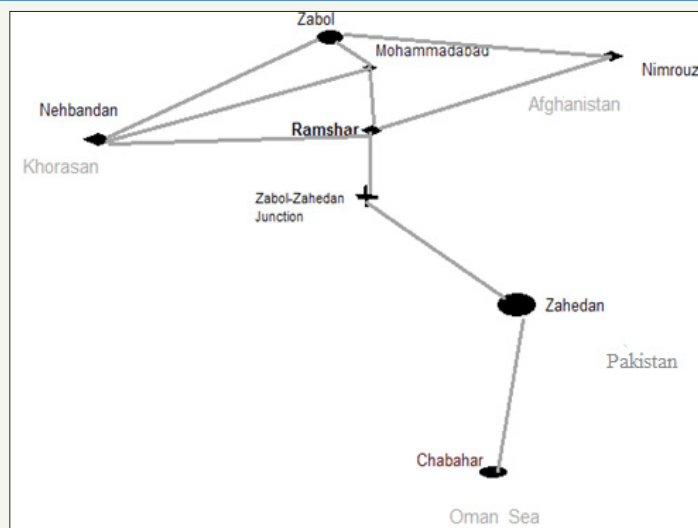 Zabol
Mohammadabad
Nimrouz
Afghanistan
Nehbandan
Ramshar
Khorasan
Zabol-Zahedan
Junction
Zahedan
Pakistan
Chabahar
Oman Sea